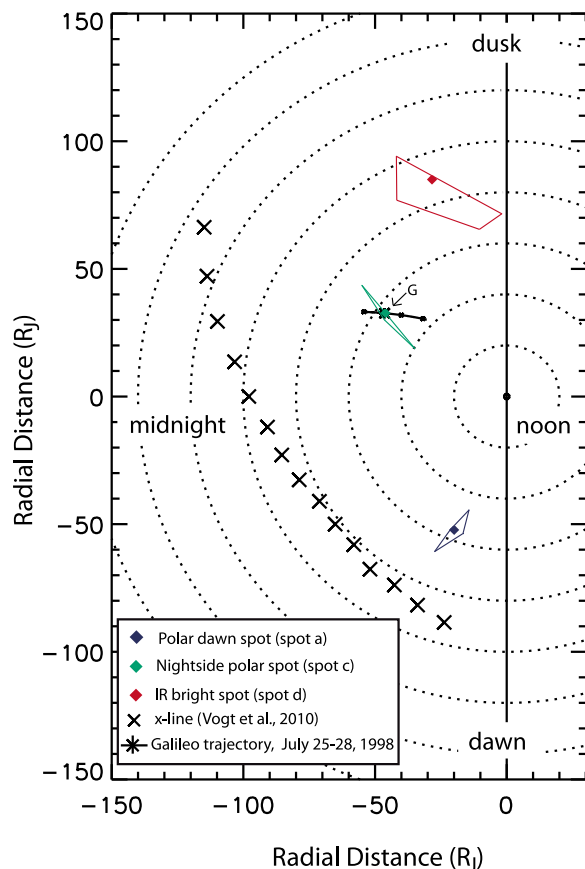 150
dusk
100
50
G
0
midnight
noon
−50
Polar dawn spot (spot a)
Nightside polar spot (spot c)
IR bright spot (spot d)
x-line (Vogt et al., 2010)
Galileo trajectory, July 25-28, 1998
−100
dawn
−150
−150 −100 −50 0
Radial Distance (RJ)
Radial Distance (RJ)